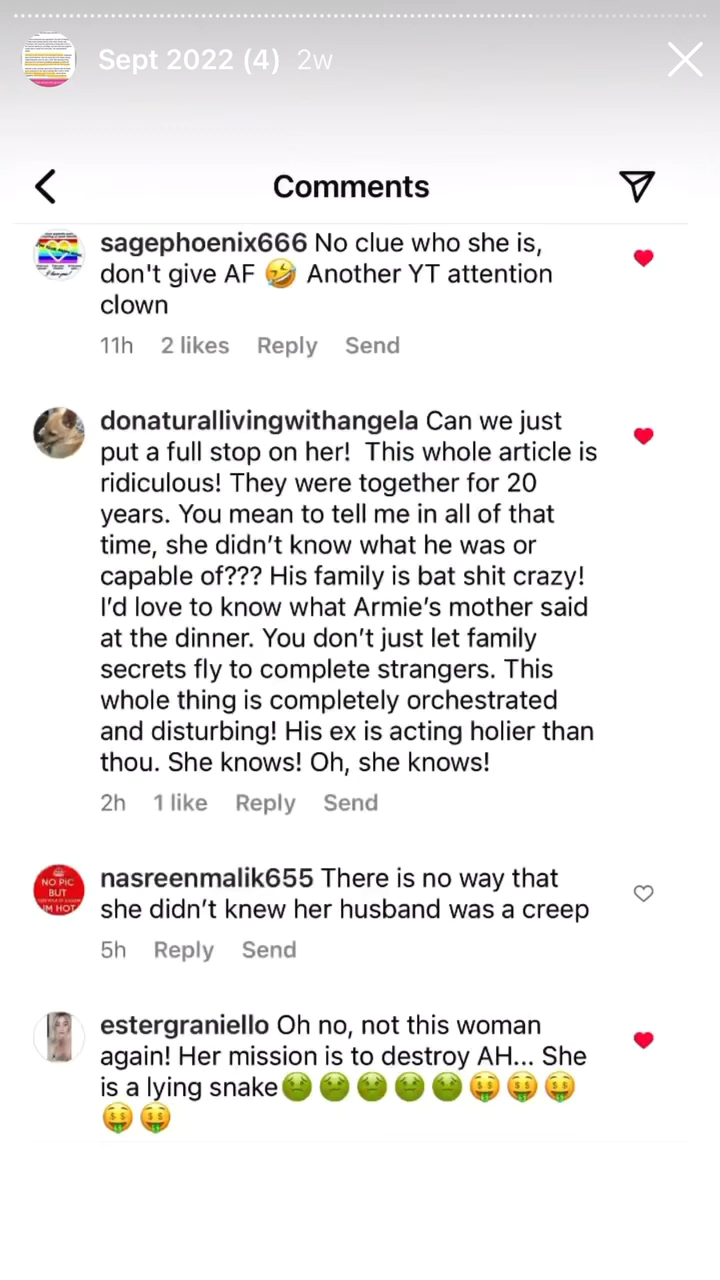 Sept 2022 (4) 2w
Comments
sagephoenix666 No clue who she is,
don't give AF 🤣 Another YT attention
clown
11h 2 likes Reply Send
donaturallivingwithangela Can we just
put a full stop on her! This whole article is
ridiculous! They were together for 20
years. You mean to tell me in all of that
time, she didn’t know what he was or
capable of??? His family is bat shit crazy!
I’d love to know what Armie’s mother said
at the dinner. You don’t just let family
secrets fly to complete strangers. This
whole thing is completely orchestrated
and disturbing! His ex is acting holier than
thou. She knows! Oh, she knows!
2h 1 like Reply Send
NO PIC
BUT
IM HOT
nasreenmalik655 There is no way that
she didn’t knew her husband was a creep
5h Reply Send
estergraniello Oh no, not this woman
again! Her mission is to destroy AH... She
is a lying snake🤢🤢🤢🤢🤢🤑🤑🤑
🤑🤑